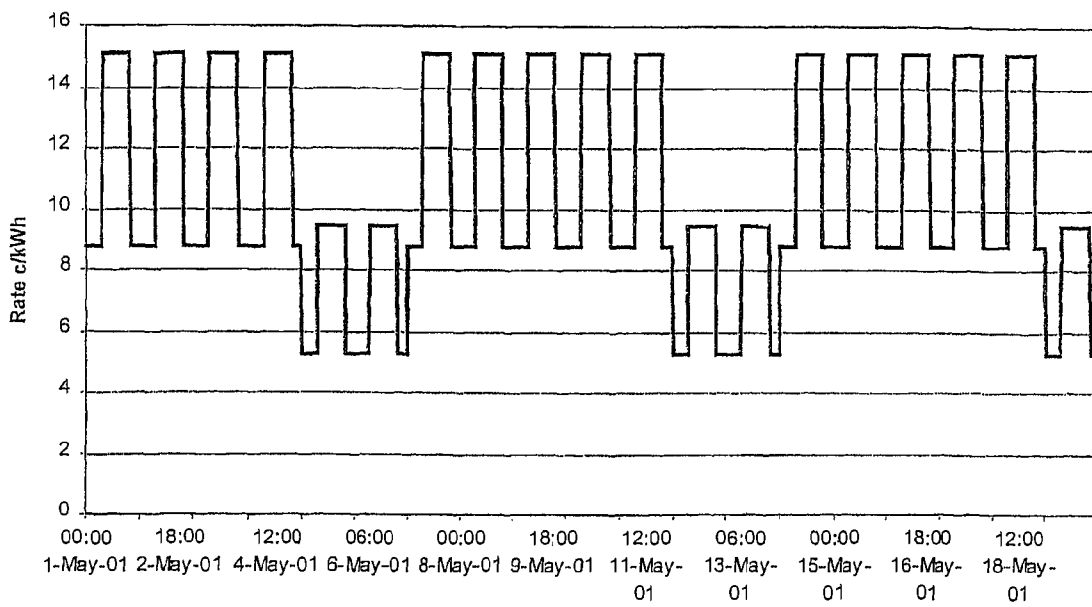 16
14
12
10
8
6
4
2
0
Rate c/kWh
00:00 18:00 12:00 06:00 00:00 18:00 12:00 06:00 00:00 18:00 12:00
1-May-01 2-May-01 4-May-01 6-May-01 8-May-01 9-May-01 11-May- 13-May- 15-May- 16-May- 18-May-
01 01 01 01 01